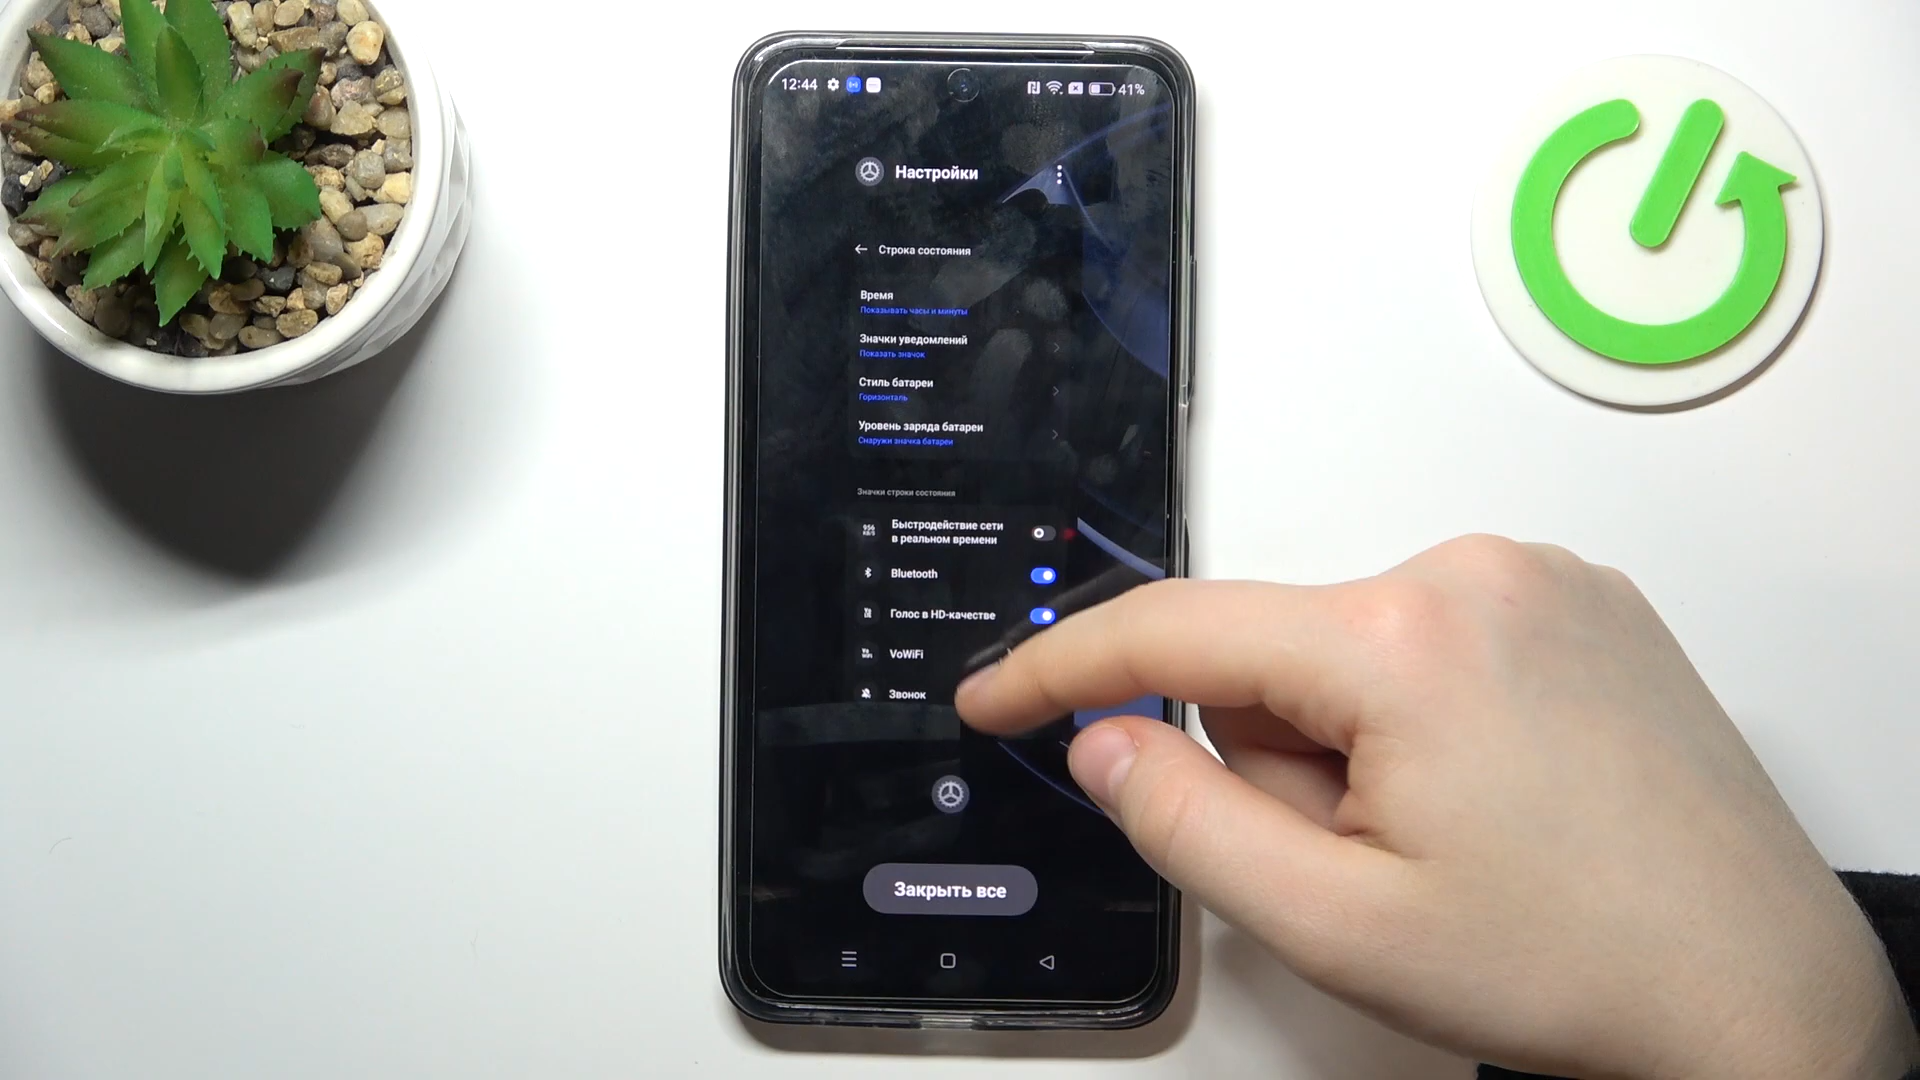 12:44 41%
Настройки
Строка состояния
Время
Показывать часы и минуты
Значки уведомлений
Показать значок
Стиль батареи
Горизонталь
Уровень заряда батареи
Снаружи значка батареи
Значки строки состояния
Быстродействие сети
в реальном времени
Bluetooth
Голос в HD-качестве
VoWiFi
Звонок
Закрыть все